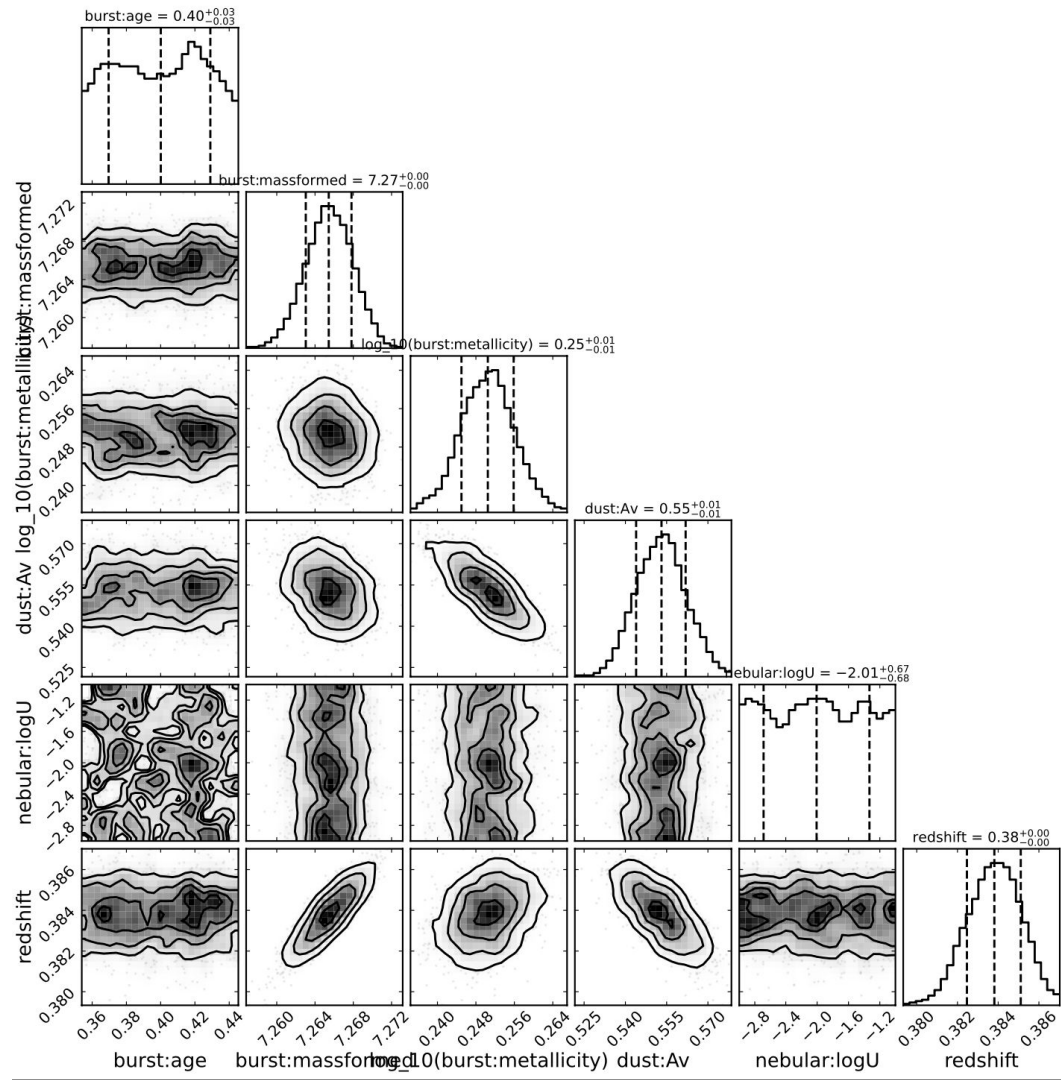 burst:age = 0.40+0.03−0.03
burst:massformed = 7.27+0.00−0.00
log_10(burst:metallicity) = 0.25+0.01−0.01
dust:Av = 0.55+0.01−0.01
nebular:logU = −2.01+0.67−0.68
redshift = 0.38+0.00−0.00
burst:massformed
7.272
7.268
7.264
7.260
log_10(burst:metallicity)
0.264
0.256
0.248
0.240
dust:Av
0.570
0.555
0.540
0.525
nebular:logU
−1.2
−1.6
−2.0
−2.4
−2.8
redshift
0.386
0.384
0.382
0.380
0.36 0.38 0.40 0.42 0.44
7.260 7.264 7.268 7.272
0.240 0.248 0.256 0.264
0.525 0.540 0.555 0.570
−2.8 −2.4 −2.0 −1.6 −1.2
0.380 0.382 0.384 0.386
burst:age
burst:massformed
log_10(burst:metallicity)
dust:Av
nebular:logU
redshift